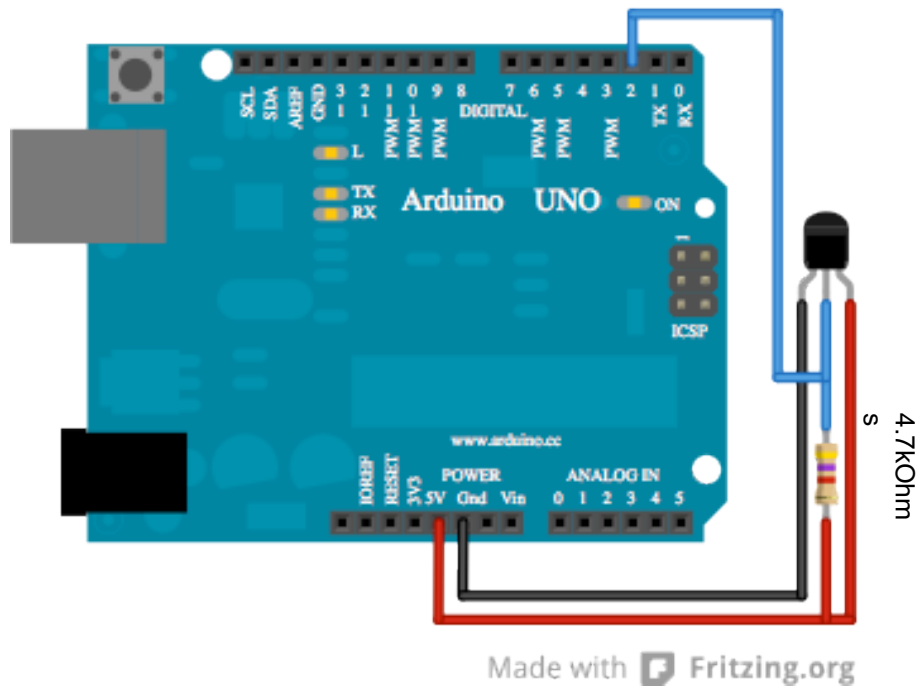 SCL
SDA
AREF
GND
13
12
11
10
9
8
7
6
5
4
3
2
1
0
PWM
PWM
PWM
DIGITAL
PWM
PWM
PWM
TX
RX
L
TX
RX
Arduino UNO
ON
1
ICSP
4.7kOhm
s
www.arduino.cc
IOREF
RESET
3V3
POWER
5V Gnd Vin
ANALOG IN
0 1 2 3 4 5
Made with Fritzing.org